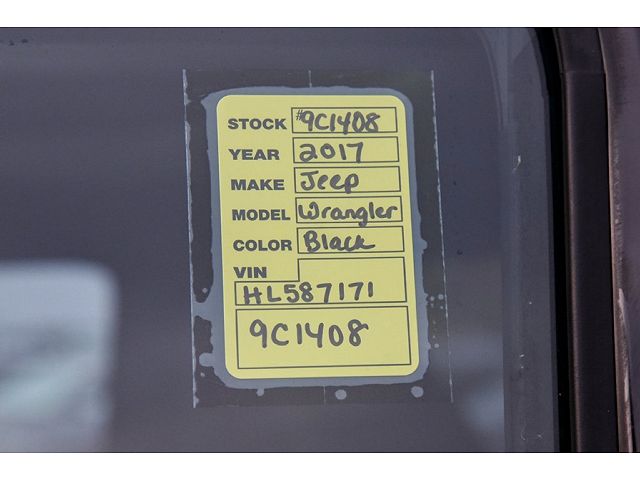 STOCK #9C1408
YEAR 2017
MAKE Jeep
MODEL Wrangler
COLOR Black
VIN
HL587171
9C1408